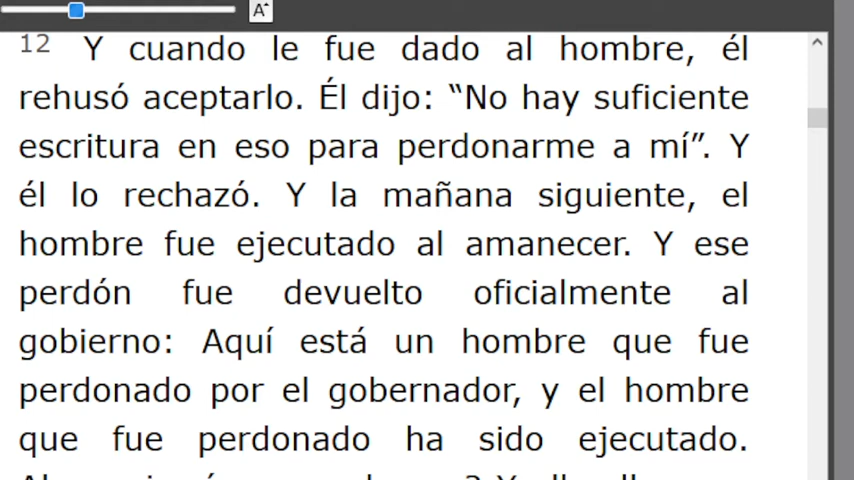 A
12 Y cuando le fue dado al hombre, él
rehusó aceptarlo. Él dijo: “No hay suficiente
escritura en eso para perdonarme a mí”. Y
él lo rechazó. Y la mañana siguiente, el
hombre fue ejecutado al amanecer. Y ese
perdón fue devuelto oficialmente al
gobierno: Aquí está un hombre que fue
perdonado por el gobernador, y el hombre
que fue perdonado ha sido ejecutado.